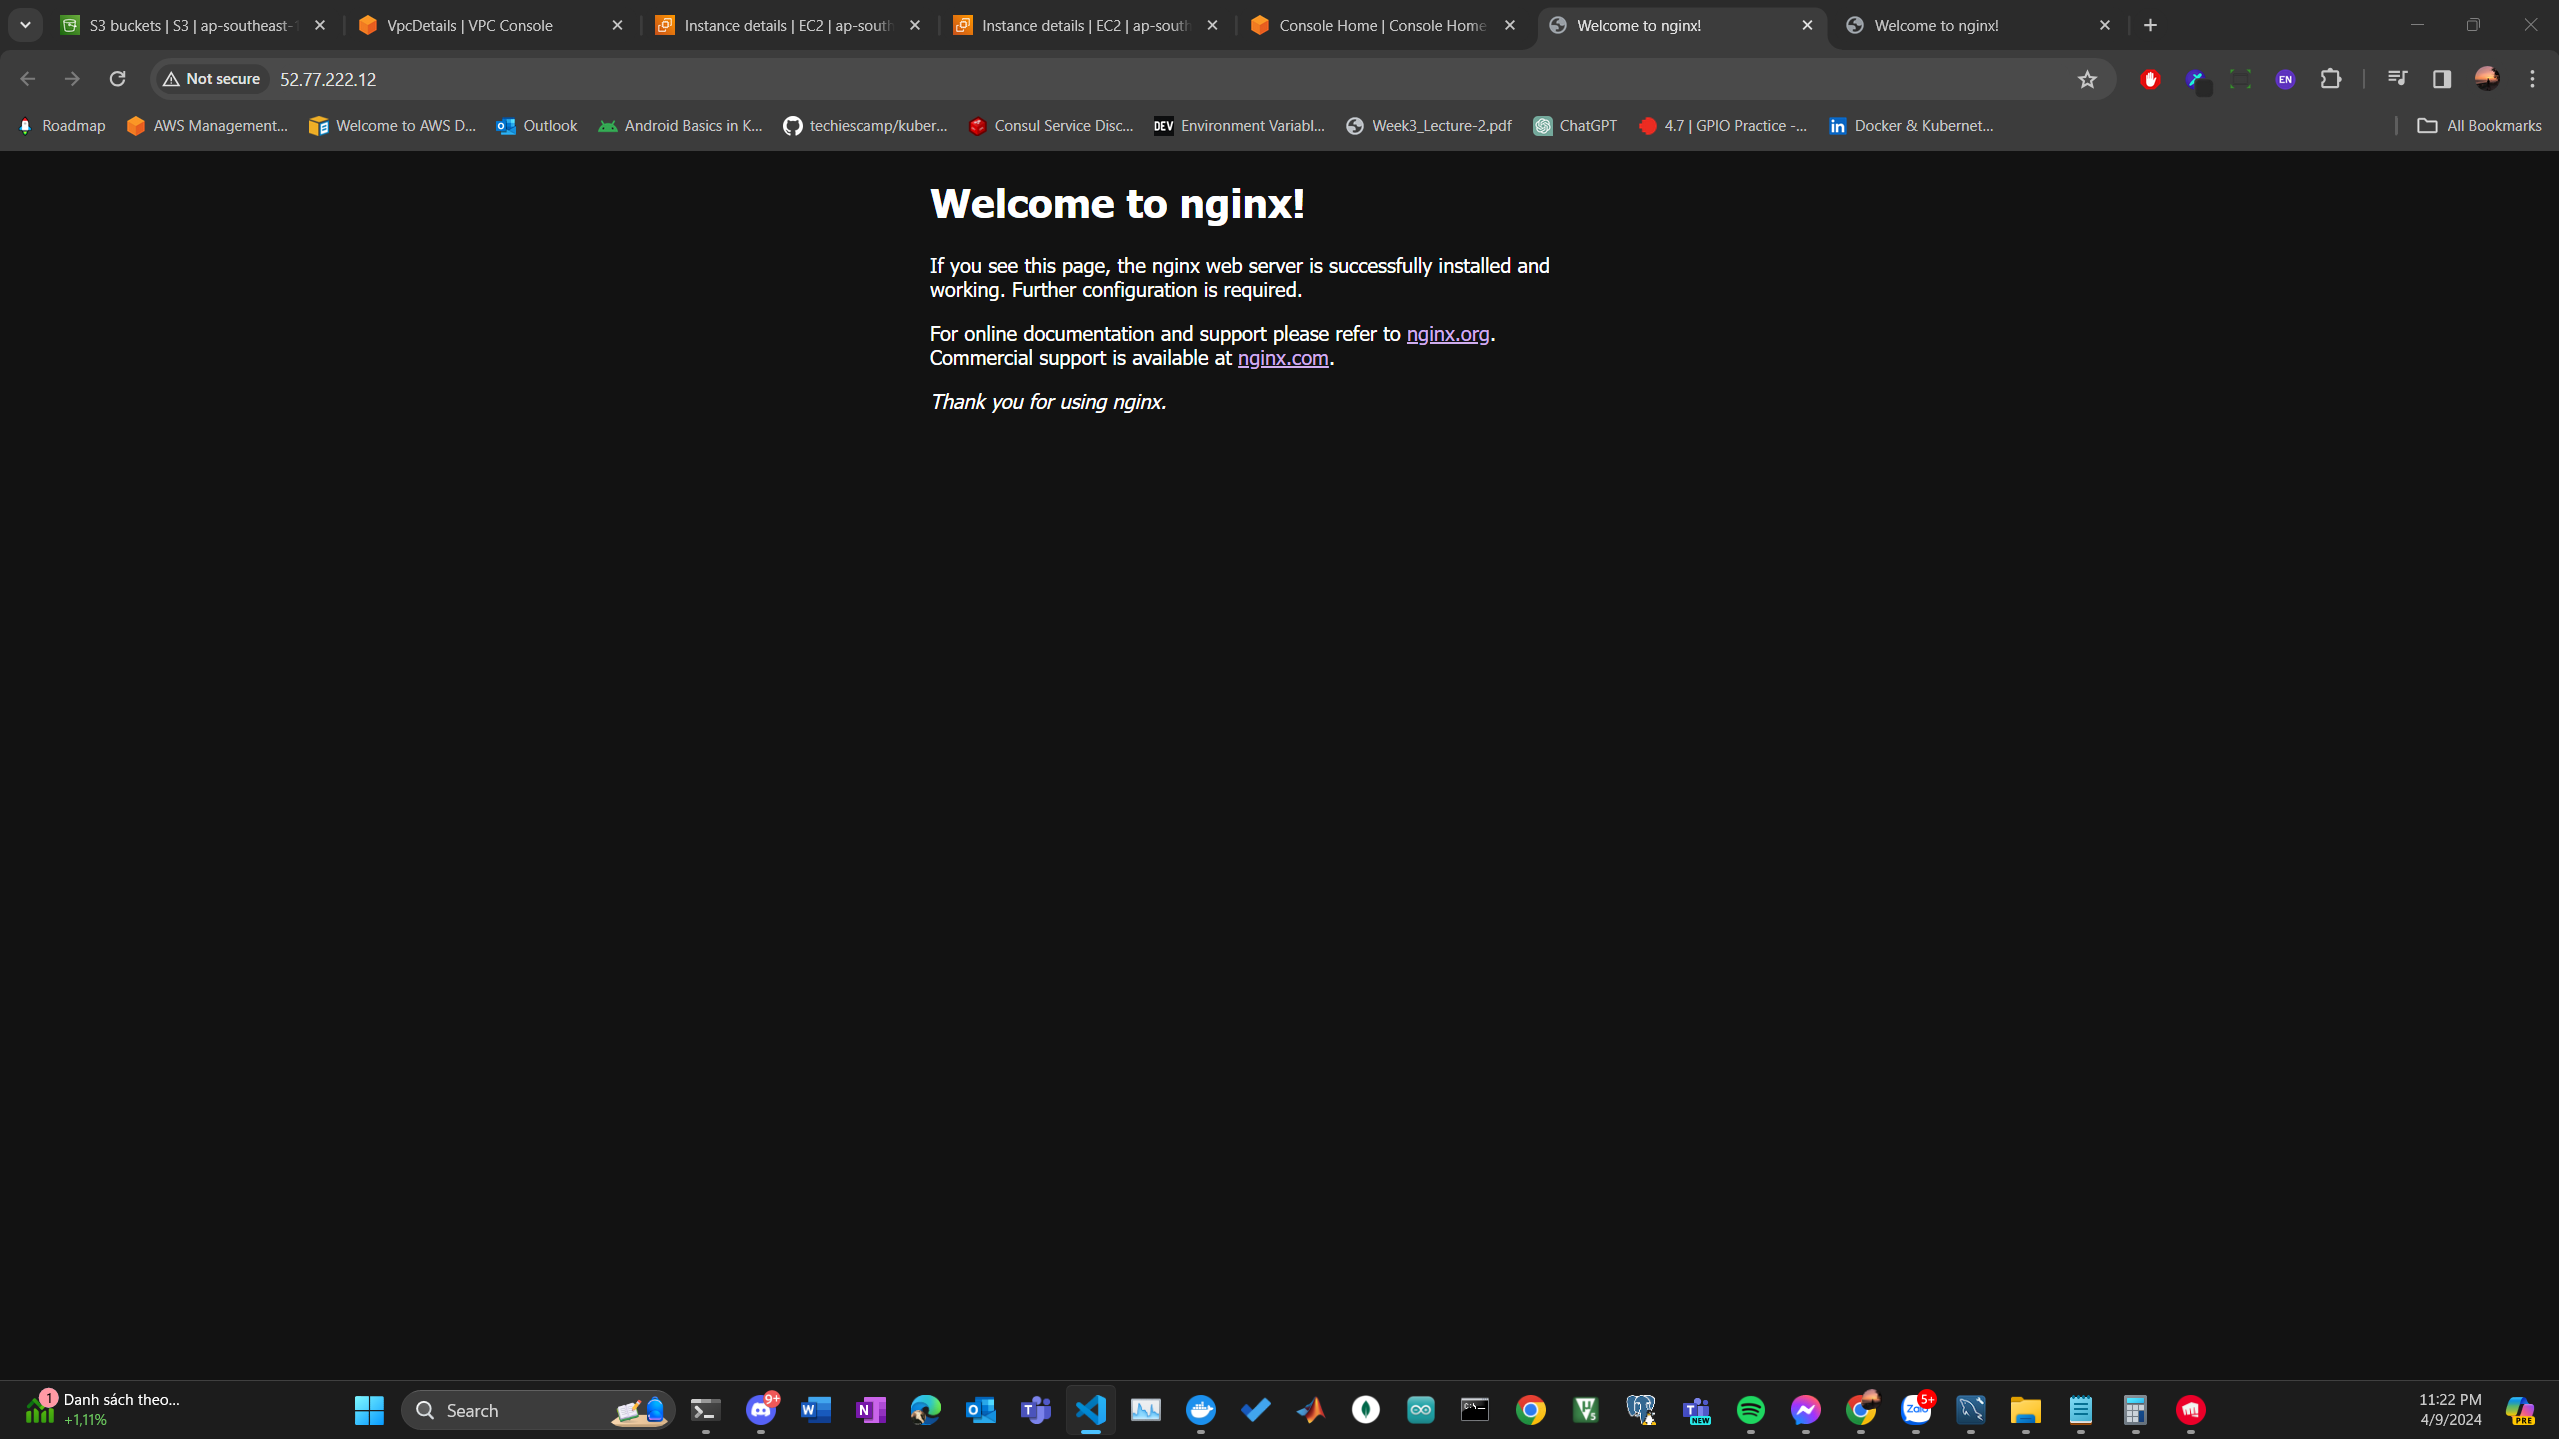 S3 buckets | S3 | ap-southeast-1
VpcDetails | VPC Console
Instance details | EC2 | ap-south
Instance details | EC2 | ap-south
Console Home | Console Home
Welcome to nginx!
Welcome to nginx!
Not secure
52.77.222.12
EN
Roadmap
AWS Management...
Welcome to AWS D...
Outlook
Android Basics in K...
techiescamp/kuber...
Consul Service Disc...
DEV
Environment Variabl...
Week3_Lecture-2.pdf
ChatGPT
4.7 | GPIO Practice -...
in
Docker & Kubernet...
All Bookmarks
Welcome to nginx!
If you see this page, the nginx web server is successfully installed and
working. Further configuration is required.
For online documentation and support please refer to nginx.org.
Commercial support is available at nginx.com.
Thank you for using nginx.
1
Danh sách theo...
+1,11%
Search
9+
NEW
Zalo
5+
11:22 PM
4/9/2024
PRE